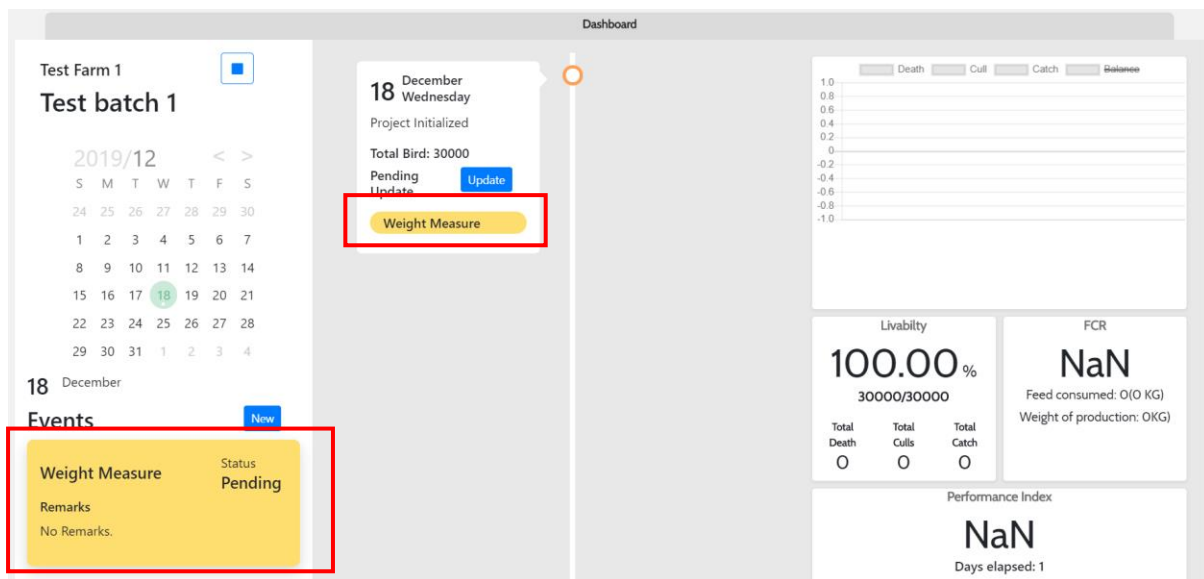 Dashboard
Test Farm 1
Test batch 1
2019/12 < >
S M T W T F S
24 25 26 27 28 29 30
1 2 3 4 5 6 7
8 9 10 11 12 13 14
15 16 17 18 19 20 21
22 23 24 25 26 27 28
29 30 31 1 2 3 4
18 December
Events New
Weight Measure
Status
Pending
Remarks
No Remarks.
18 December
Wednesday
Project Initialized
Total Bird: 30000
Pending
Update
Update
Weight Measure
Death Cull Catch Balance
1.0
0.8
0.6
0.4
0.2
0
-0.2
-0.4
-0.6
-0.8
-1.0
Livabilty
100.00 %
30000/30000
Total Total Total
Death Culls Catch
0 0 0
FCR
NaN
Feed consumed: 0(0 KG)
Weight of production: 0KG)
Performance Index
NaN
Days elapsed: 1